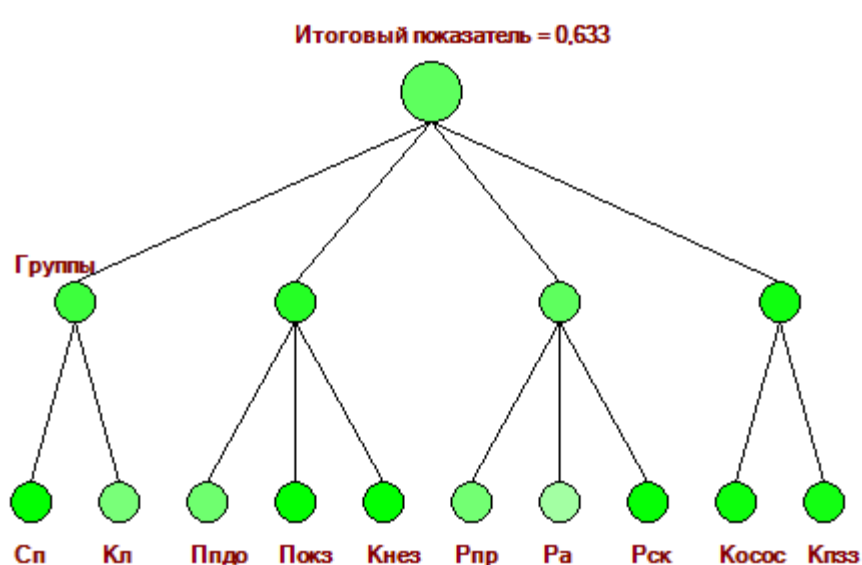 Итоговый показатель = 0,633
Группы
Сп Кл Ппдо Покз Кнез Рпр Ра Рск Косос Кпзз